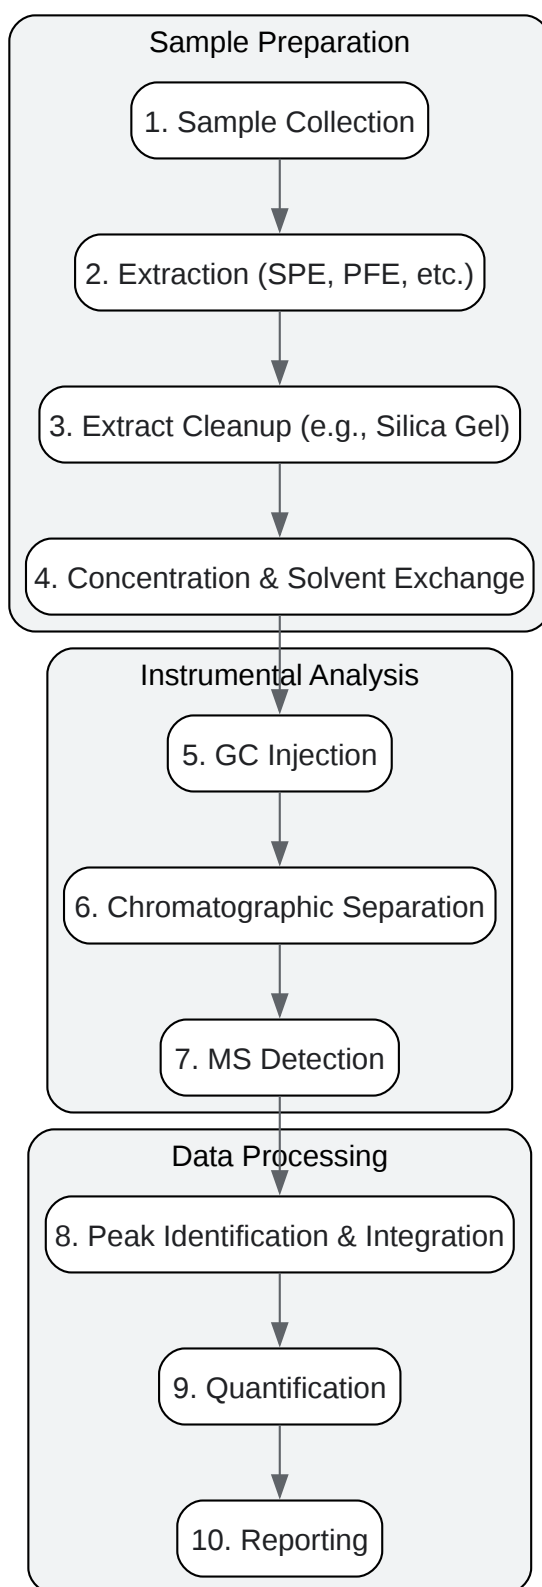 Sample Preparation
1. Sample Collection
2. Extraction (SPE, PFE, etc.)
3. Extract Cleanup (e.g., Silica Gel)
4. Concentration & Solvent Exchange
Instrumental Analysis
5. GC Injection
6. Chromatographic Separation
7. MS Detection
Data Processing
8. Peak Identification & Integration
9. Quantification
10. Reporting